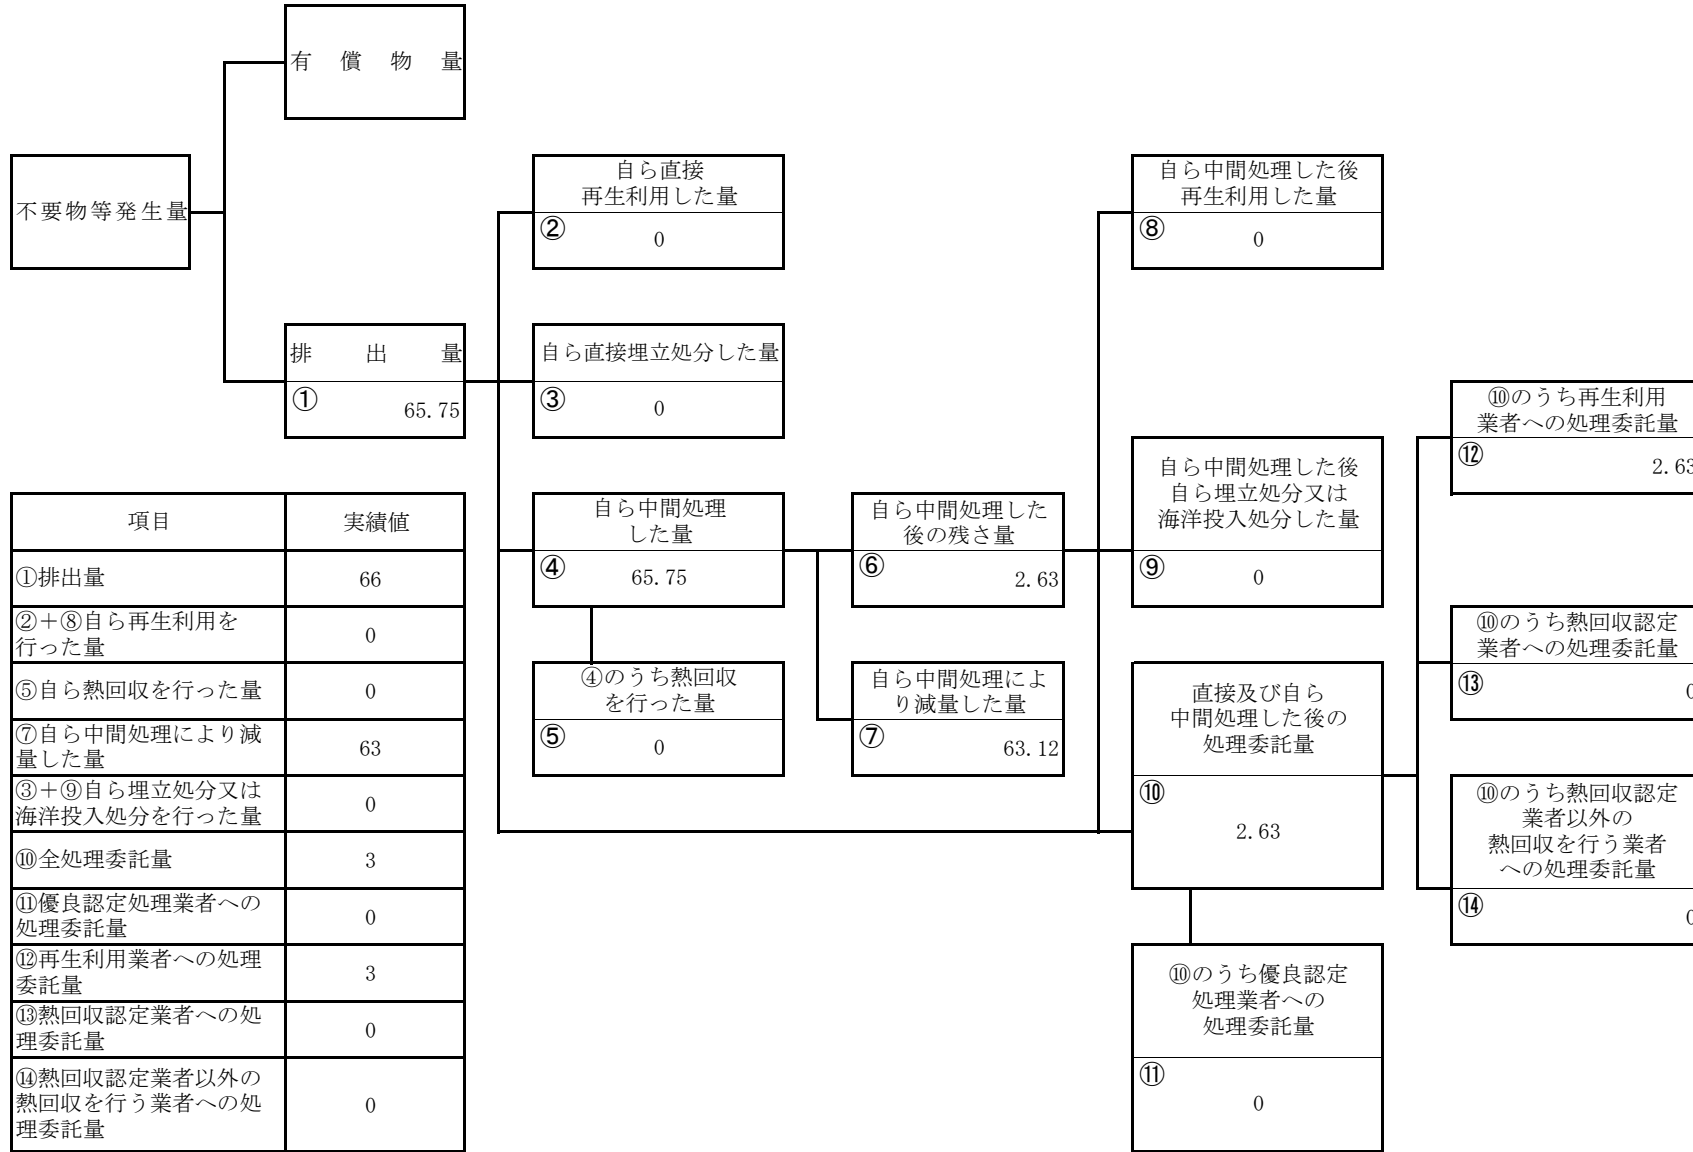 有償物量
不要物等発生量
排出量
①
65.75
自ら直接
再生利用した量
②
0
自ら直接埋立処分した量
③
0
自ら中間処理
した量
④
65.75
④のうち熱回収
を行った量
⑤
0
自ら中間処理した
後の残さ量
⑥
2.63
自ら中間処理によ
り減量した量
⑦
63.12
自ら中間処理した後
再生利用した量
⑧
0
自ら中間処理した後
自ら埋立処分又は
海洋投入処分した量
⑨
0
直接及び自ら
中間処理した後の
処理委託量
⑩
2.63
⑩のうち優良認定
処理業者への
処理委託量
⑪
0
⑩のうち再生利用
業者への処理委託量
⑫
2.63
⑩のうち熱回収認定
業者への処理委託量
⑬
0
⑩のうち熱回収認定
業者以外の
熱回収を行う業者
への処理委託量
⑭
0
項目 実績値
①排出量 66
②＋⑧自ら再生利用を
行った量 0
⑤自ら熱回収を行った量 0
⑦自ら中間処理により減
量した量 63
③＋⑨自ら埋立処分又は
海洋投入処分を行った量 0
⑩全処理委託量 3
⑪優良認定処理業者への
処理委託量 0
⑫再生利用業者への処理
委託量 3
⑬熱回収認定業者への処
理委託量 0
⑭熱回収認定業者以外の
熱回収を行う業者への処
理委託量 0